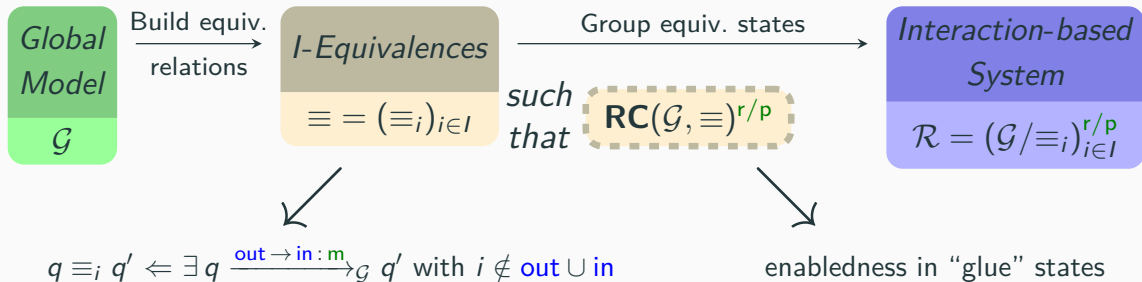 Global
Model
𝒢
Build equiv.
relations
I-Equivalences
≡ = (≡ᵢ)ᵢ∈I
Group equiv. states
such
that
RC(𝒢, ≡)^r/p
Interaction-based
System
ℛ = (𝒢/≡ᵢ)^r/p_i∈I
q ≡ᵢ q′ ⇐ ∃ q out → in : m →𝒢 q′ with i ∉ out ∪ in
enabledness in “glue” states